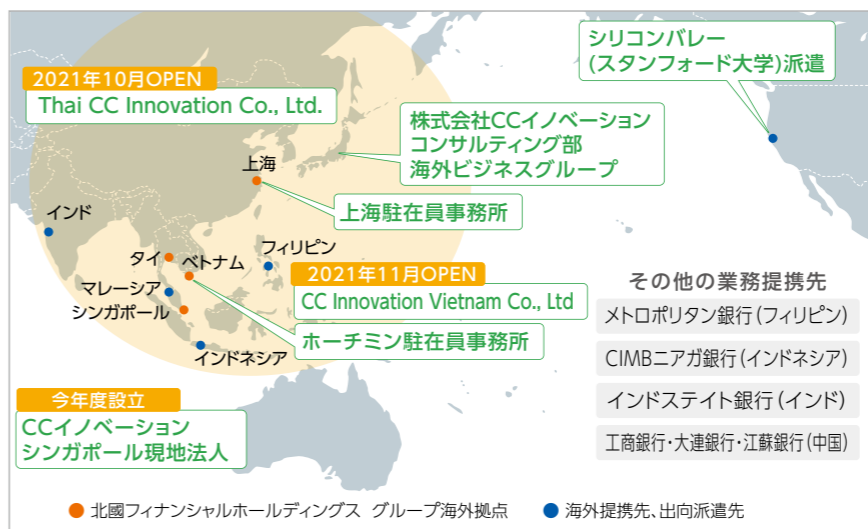 シリコンバレー
(スタンフォード大学)派遣
2021年10月OPEN
Thai CC Innovation Co., Ltd.
株式会社CCイノベーション
コンサルティング部
海外ビジネスグループ
上海
上海駐在員事務所
インド
タイ
ベトナム
フィリピン
マレーシア
シンガポール
2021年11月OPEN
CC Innovation Vietnam Co., Ltd
ホーチミン駐在員事務所
インドネシア
今年度設立
CCイノベーション
シンガポール現地法人
その他の業務提携先
メトロポリタン銀行(フィリピン)
CIMBニアガ銀行(インドネシア)
インドステイト銀行(インド)
工商銀行・大連銀行・江蘇銀行(中国)
北國フィナンシャルホールディングス グループ海外拠点
海外提携先、出向派遣先